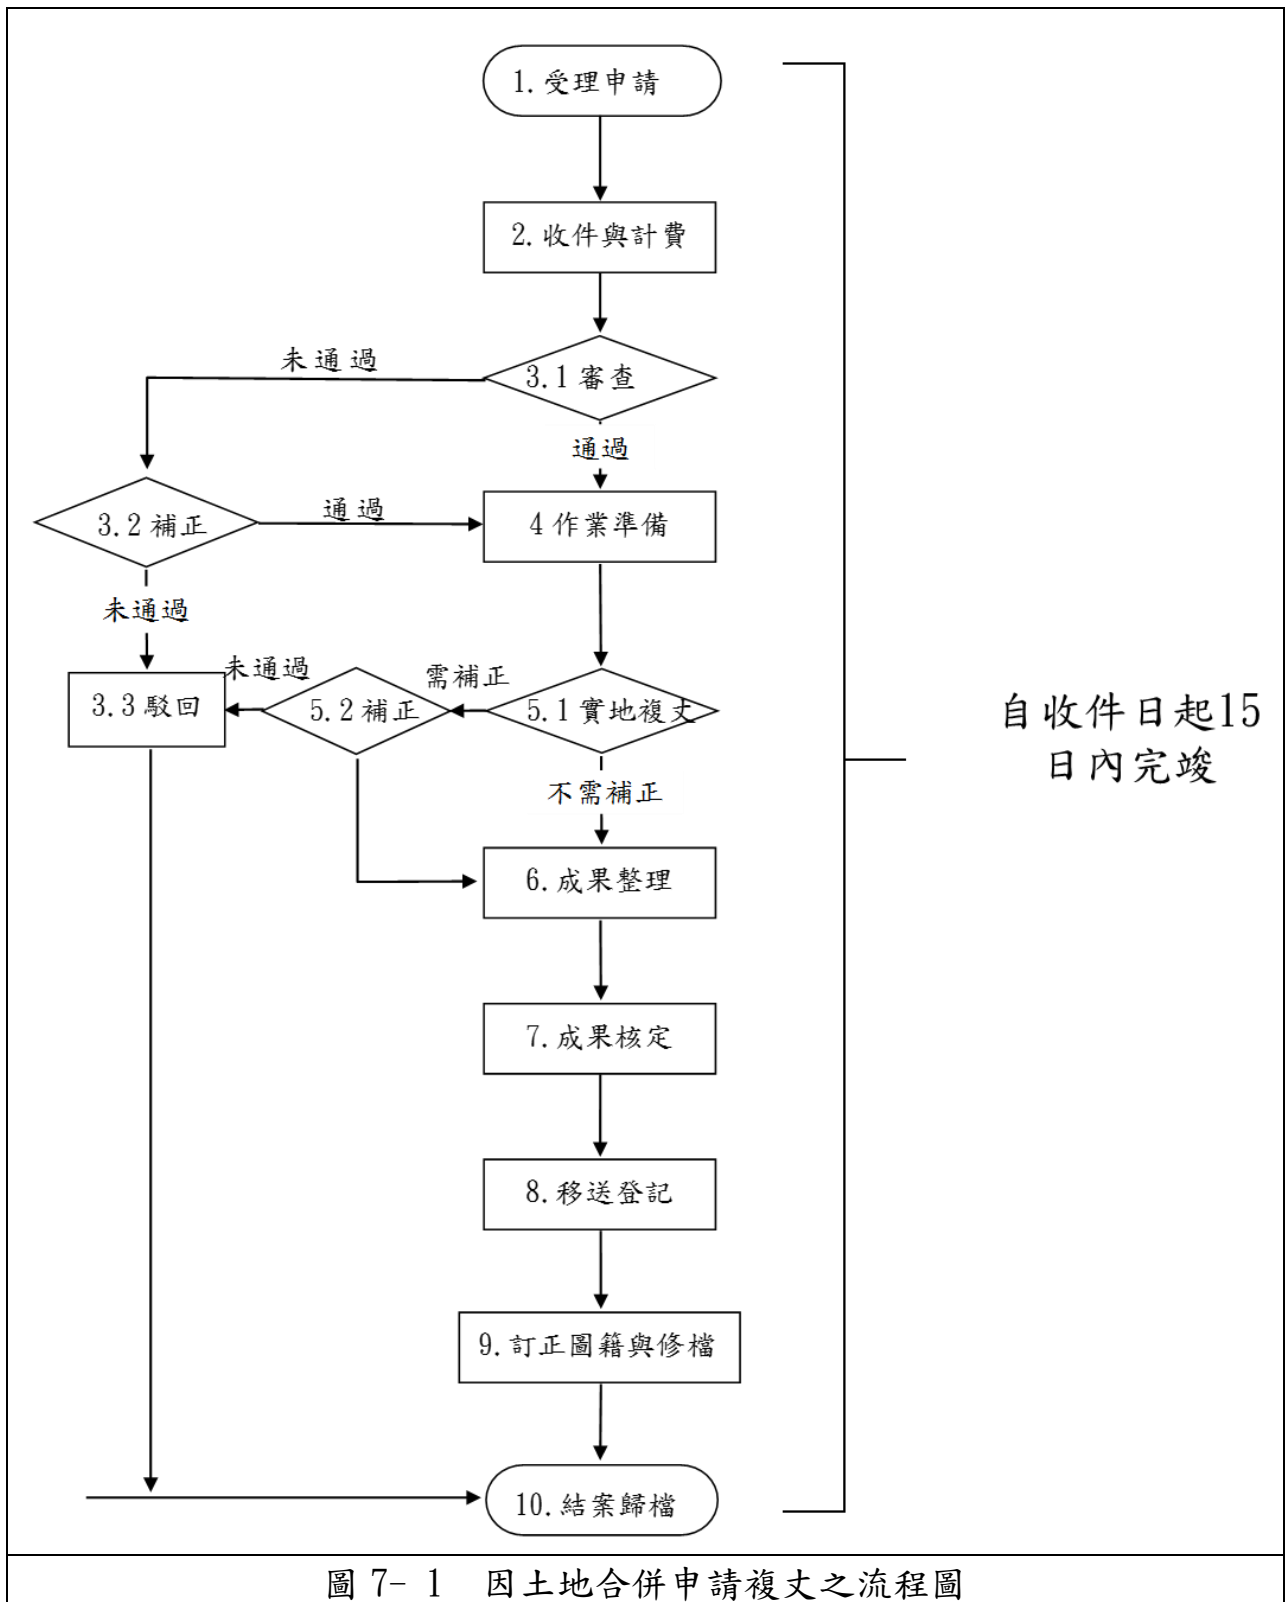 1.受理申請
2.收件與計費
未通過
3.1審查
通過
3.2補正
通過
4作業準備
未通過
未通過
需補正
3.3駁回
5.2補正
5.1實地複丈
自收件日起15
日內完竣
不需補正
6.成果整理
7.成果核定
8.移送登記
9.訂正圖籍與修檔
10.結案歸檔
圖 7- 1 因土地合併申請複丈之流程圖